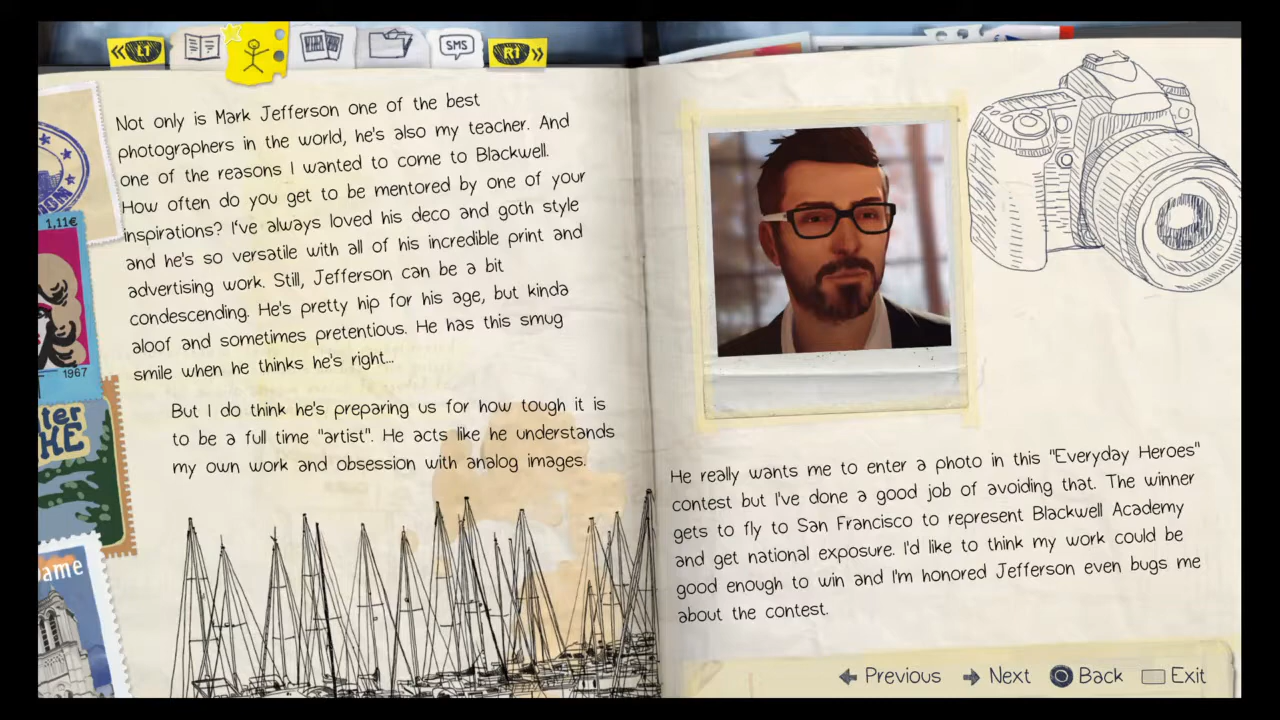 L1
SMS
R1
Not only is Mark Jefferson one of the best
photographers in the world, he's also my teacher. And
one of the reasons I wanted to come to Blackwell.
How often do you get to be mentored by one of your
inspirations? I've always loved his deco and goth style
and he's so versatile with all of his incredible print and
advertising work. Still, Jefferson can be a bit
condescending. He's pretty hip for his age, but kinda
aloof and sometimes pretentious. He has this smug
smile when he thinks he's right...
But I do think he's preparing us for how tough it is
to be a full time "artist". He acts like he understands
my own work and obsession with analog images.
1,11€
1967
ter
HE
ame
He really wants me to enter a photo in this "Everyday Heroes"
contest but I've done a good job of avoiding that. The winner
gets to fly to San Francisco to represent Blackwell Academy
and get national exposure. I'd like to think my work could be
good enough to win and I'm honored Jefferson even bugs me
about the contest.
Previous Next Back Exit